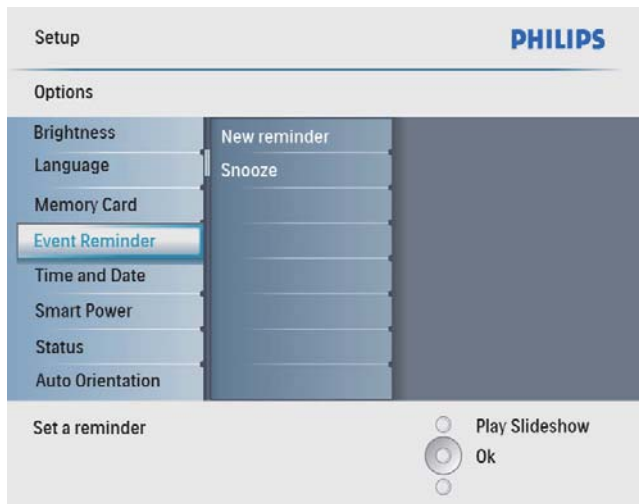 Setup
PHILIPS
Options
Brightness
Language
Memory Card
Event Reminder
Time and Date
Smart Power
Status
Auto Orientation
New reminder
Snooze
Set a reminder
Play Slideshow
Ok